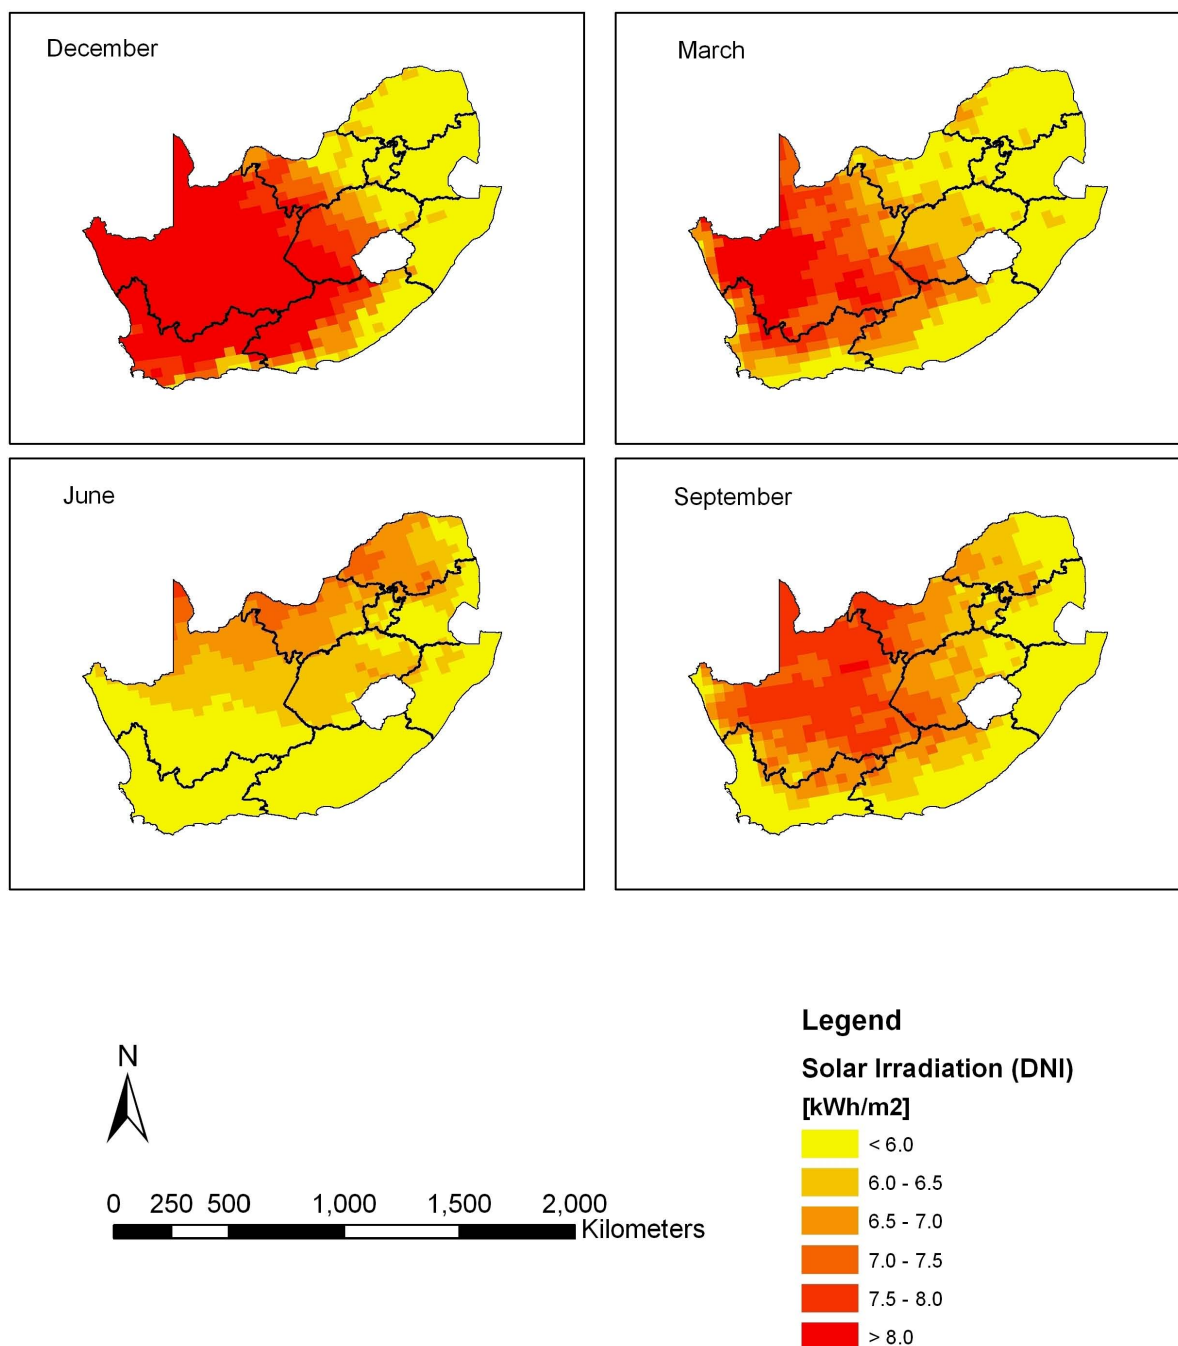 December
March
June
September
N
0 250 500 1,000 1,500 2,000
Kilometers
Legend
Solar Irradiation (DNI)
[kWh/m2]
< 6.0
6.0 - 6.5
6.5 - 7.0
7.0 - 7.5
7.5 - 8.0
> 8.0